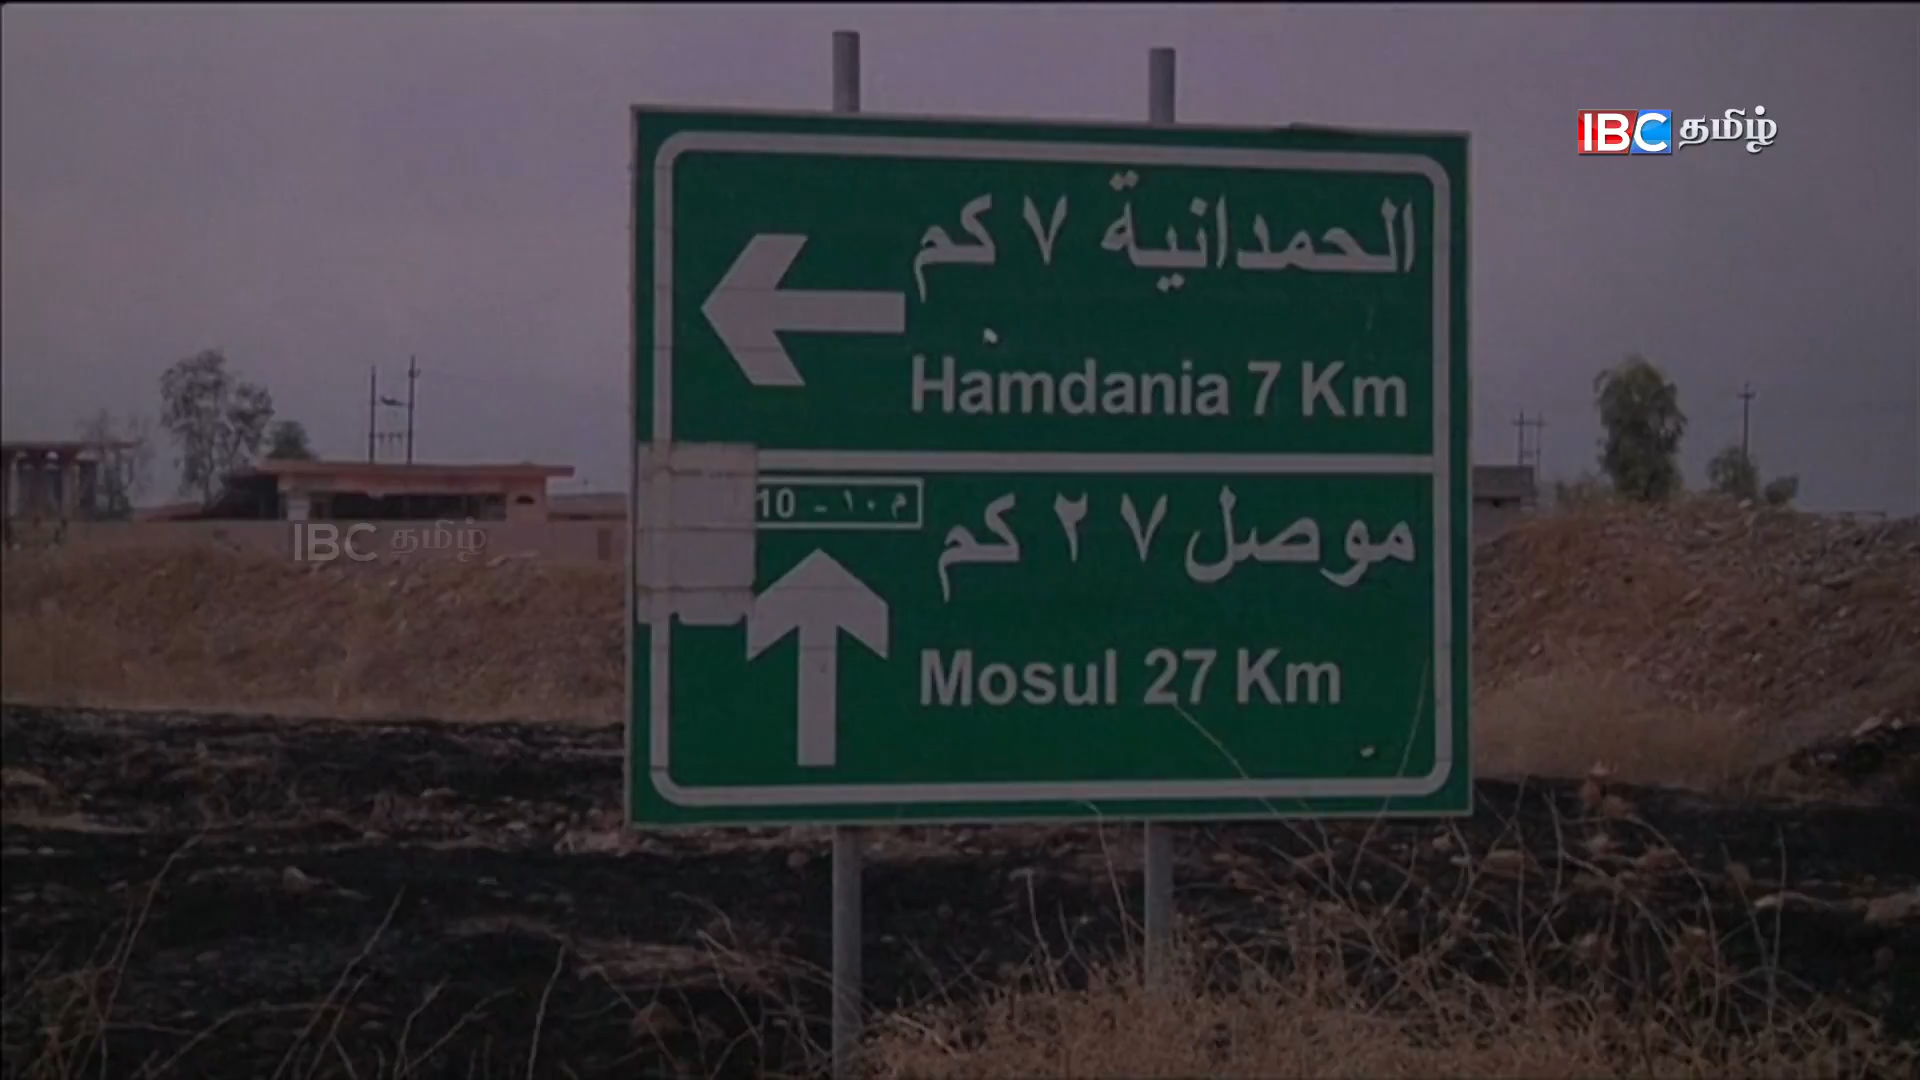 IBC தமிழ்
الحمدانية ٧ كم
Hamdania 7 Km
10 - م ١٠
موصل ٢٧ كم
IBC தமிழ்
Mosul 27 Km